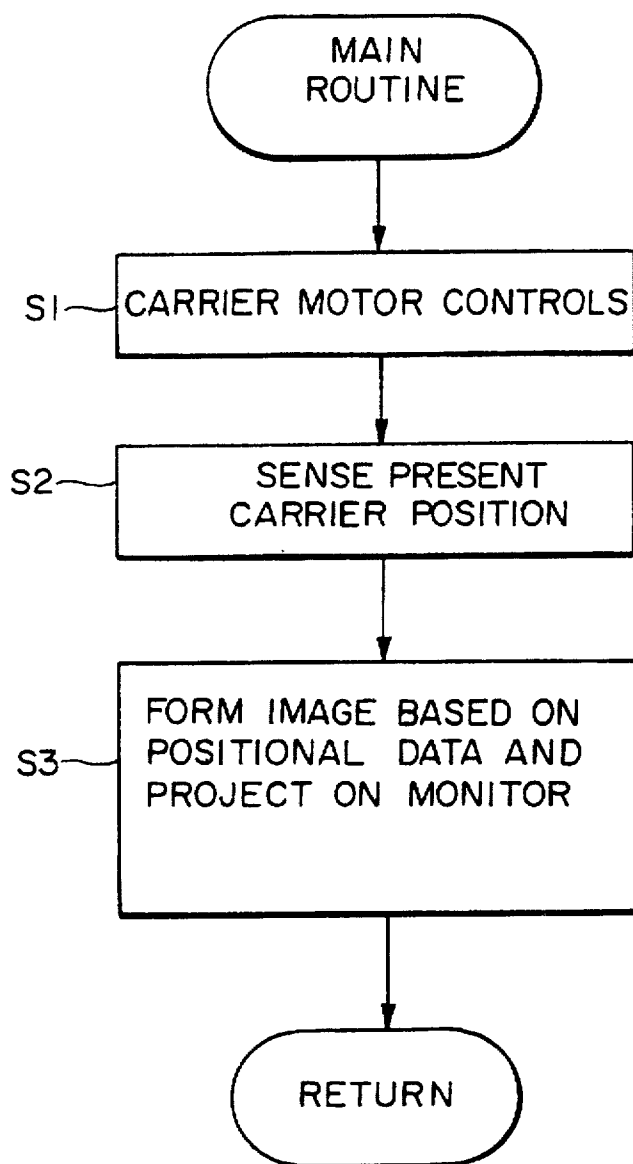 MAIN
ROUTINE
S1
CARRIER MOTOR CONTROLS
S2
SENSE PRESENT
CARRIER POSITION
S3
FORM IMAGE BASED ON
POSITIONAL DATA AND
PROJECT ON MONITOR
RETURN